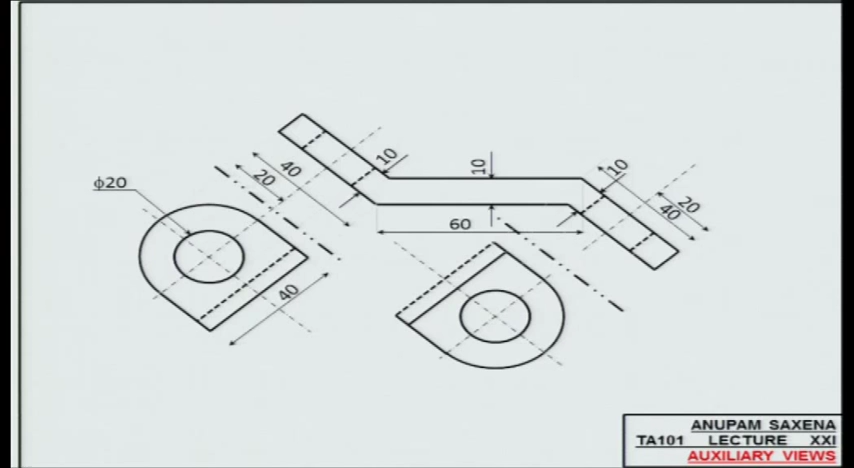 10
10
10
40
20
20
40
ϕ20
60
40
ANUPAM SAXENA
TA101 LECTURE XXI
AUXILIARY VIEWS